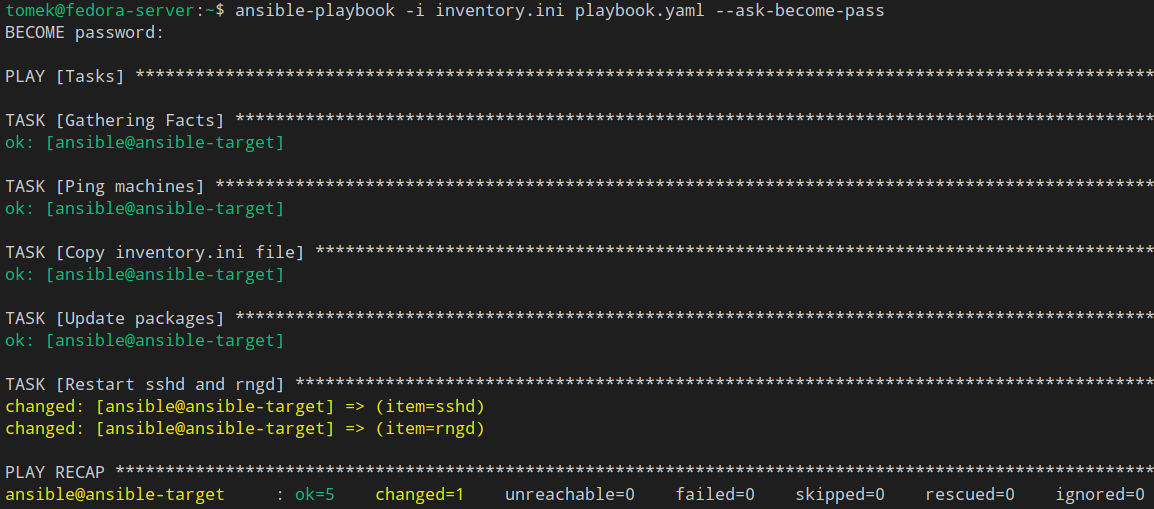 tomek@fedora-server:~$ ansible-playbook -i inventory.ini playbook.yaml --ask-become-pass
BECOME password:
PLAY [Tasks] ******************************************************************************************************
TASK [Gathering Facts] ********************************************************************************************
ok: [ansible@ansible-target]
TASK [Ping machines] **********************************************************************************************
ok: [ansible@ansible-target]
TASK [Copy inventory.ini file] ************************************************************************************
ok: [ansible@ansible-target]
TASK [Update packages] ********************************************************************************************
ok: [ansible@ansible-target]
TASK [Restart sshd and rngd] **************************************************************************************
changed: [ansible@ansible-target] => (item=sshd)
changed: [ansible@ansible-target] => (item=rngd)
PLAY RECAP ********************************************************************************************************
ansible@ansible-target     : ok=5    changed=1    unreachable=0    failed=0    skipped=0    rescued=0    ignored=0